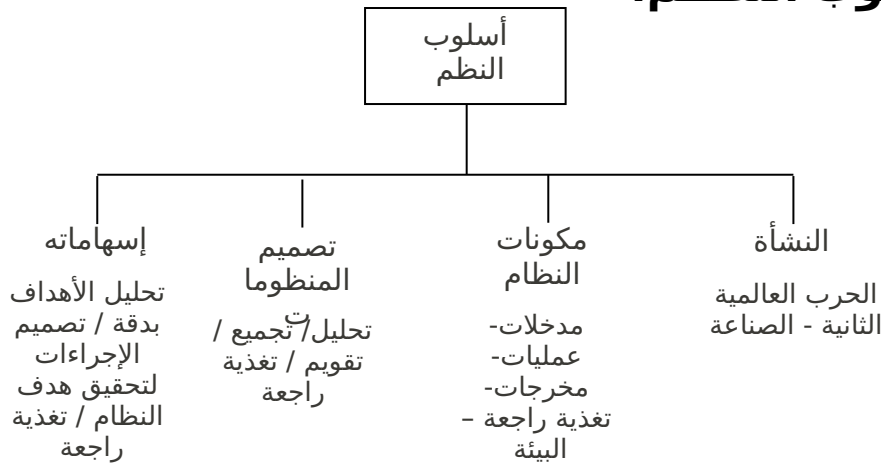 أسلوب
النظم
النشأة
الحرب العالمية
الثانية - الصناعة
مكونات
النظام
مدخلات-
عمليات-
مخرجات-
تغذية راجعة –
البيئة
تصميم
المنظوما
ت
تحليل/ تجميع /
تقويم / تغذية
راجعة
إسهاماته
تحليل الأهداف
بدقة / تصميم
الإجراءات
لتحقيق هدف
النظام / تغذية
راجعة